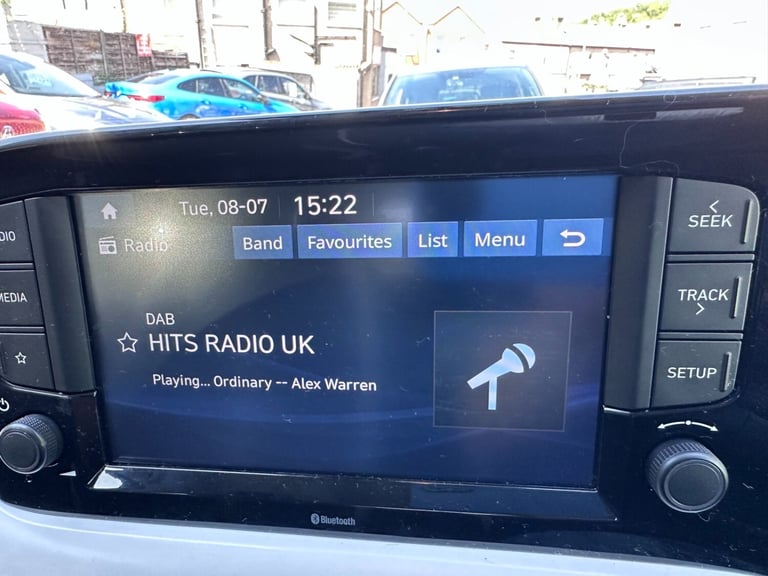 Tue, 08-07 15:22
Radio Band Favourites List Menu
DAB
HITS RADIO UK
Playing... Ordinary -- Alex Warren
DIO
MEDIA
SEEK
TRACK
SETUP
Bluetooth